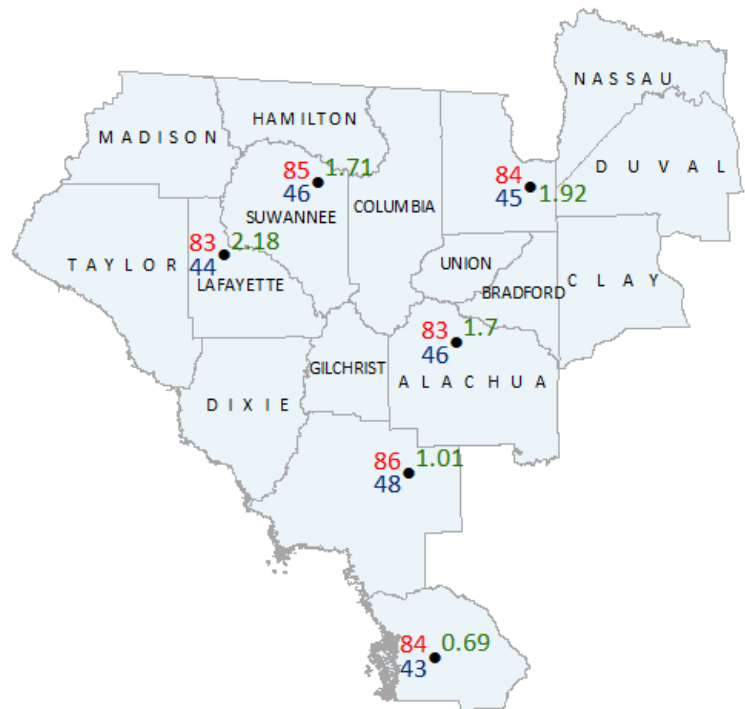 NASSAU
HAMILTON
MADISON
DUVAL
85 1.71
46
84
45 1.92
SUWANNEE
COLUMBIA
83 2.18
44
TAYLOR
LAFAYETTE
UNION
CLAY
BRADFORD
83 1.7
46
GILCHRIST
ALACHUA
DIXIE
86 1.01
48
84 0.69
43